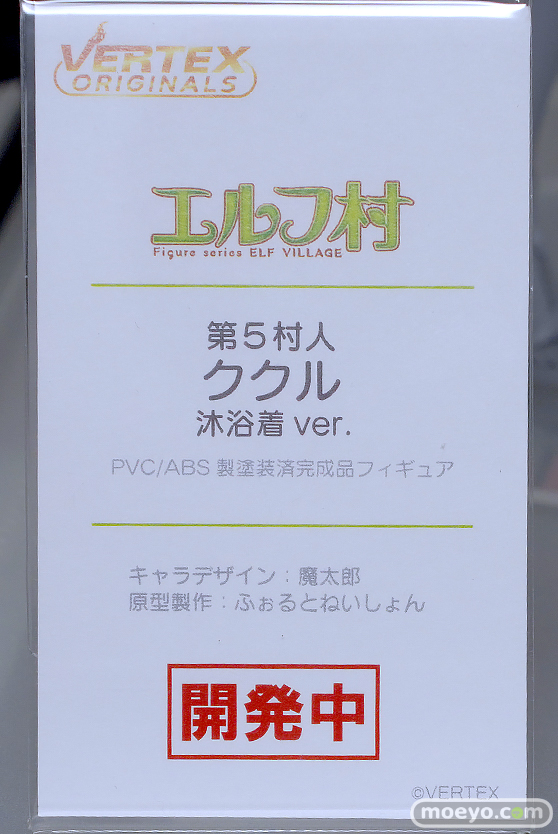 VERTEX
ORIGINALS
エルフ村
Figure series ELF VILLAGE
第5村人
ククル
沐浴着 ver.
PVC/ABS 製塗装済完成品フィギュア
キャラデザイン：魔太郎
原型製作：ふぉるとねいしょん
開発中
©VERTEX
moeyo.com